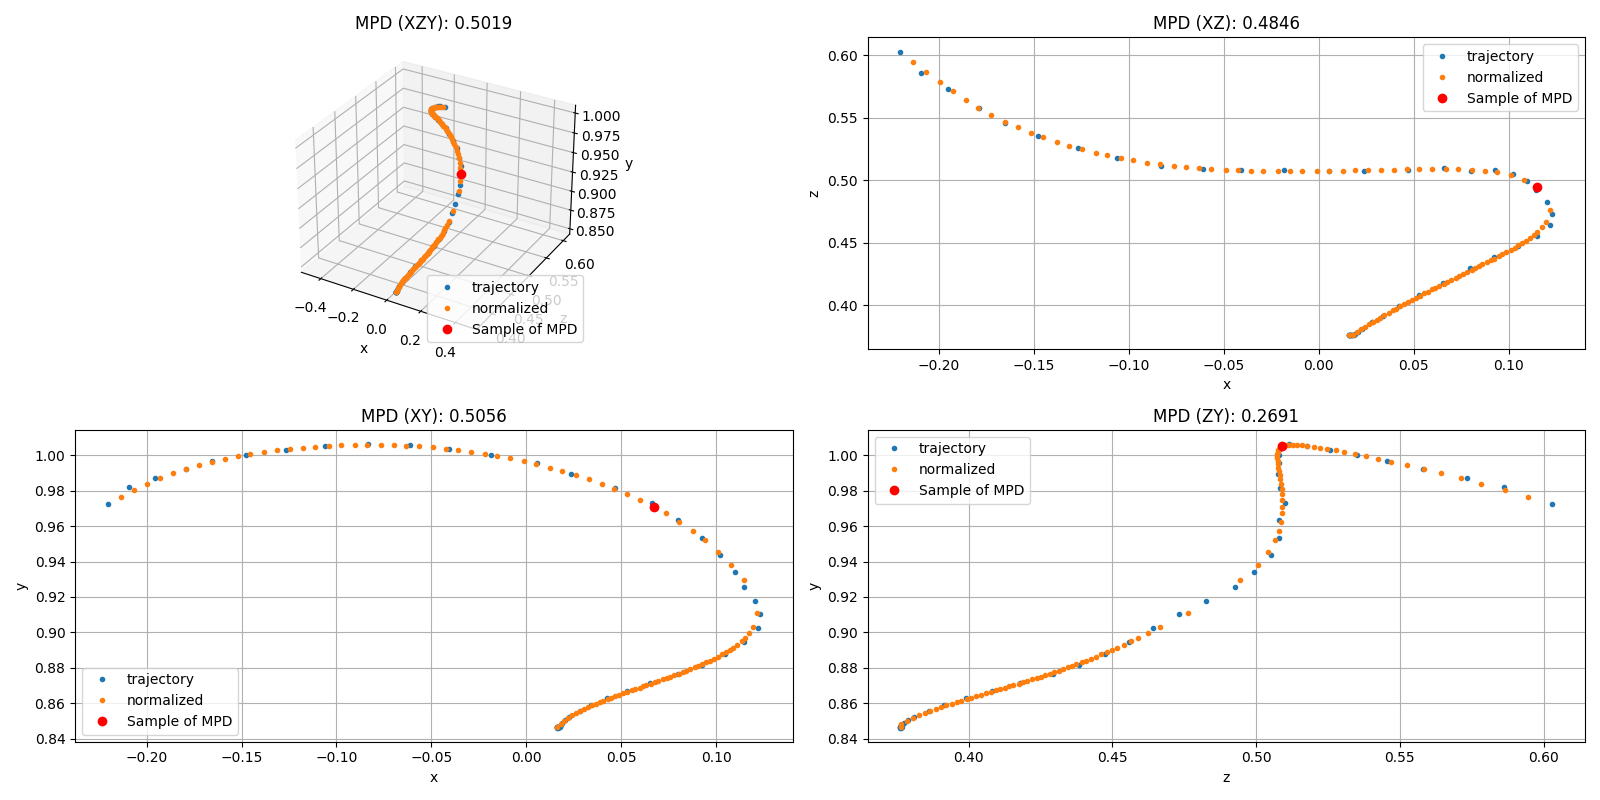 MPD (XZY): 0.5019
1.000
0.975
0.950
0.925
0.900
0.875
0.850
y
0.60
0.55
0.50
0.45
0.40
z
−0.4
−0.2
0.0
0.2
0.4
x
trajectory
normalized
Sample of MPD
MPD (XZ): 0.4846
0.60
0.55
0.50
0.45
0.40
z
−0.20
−0.15
−0.10
−0.05
0.00
0.05
0.10
x
trajectory
normalized
Sample of MPD
MPD (XY): 0.5056
1.00
0.98
0.96
0.94
0.92
0.90
0.88
0.86
0.84
y
−0.20
−0.15
−0.10
−0.05
0.00
0.05
0.10
x
trajectory
normalized
Sample of MPD
MPD (ZY): 0.2691
1.00
0.98
0.96
0.94
0.92
0.90
0.88
0.86
0.84
y
0.40
0.45
0.50
0.55
0.60
z
trajectory
normalized
Sample of MPD